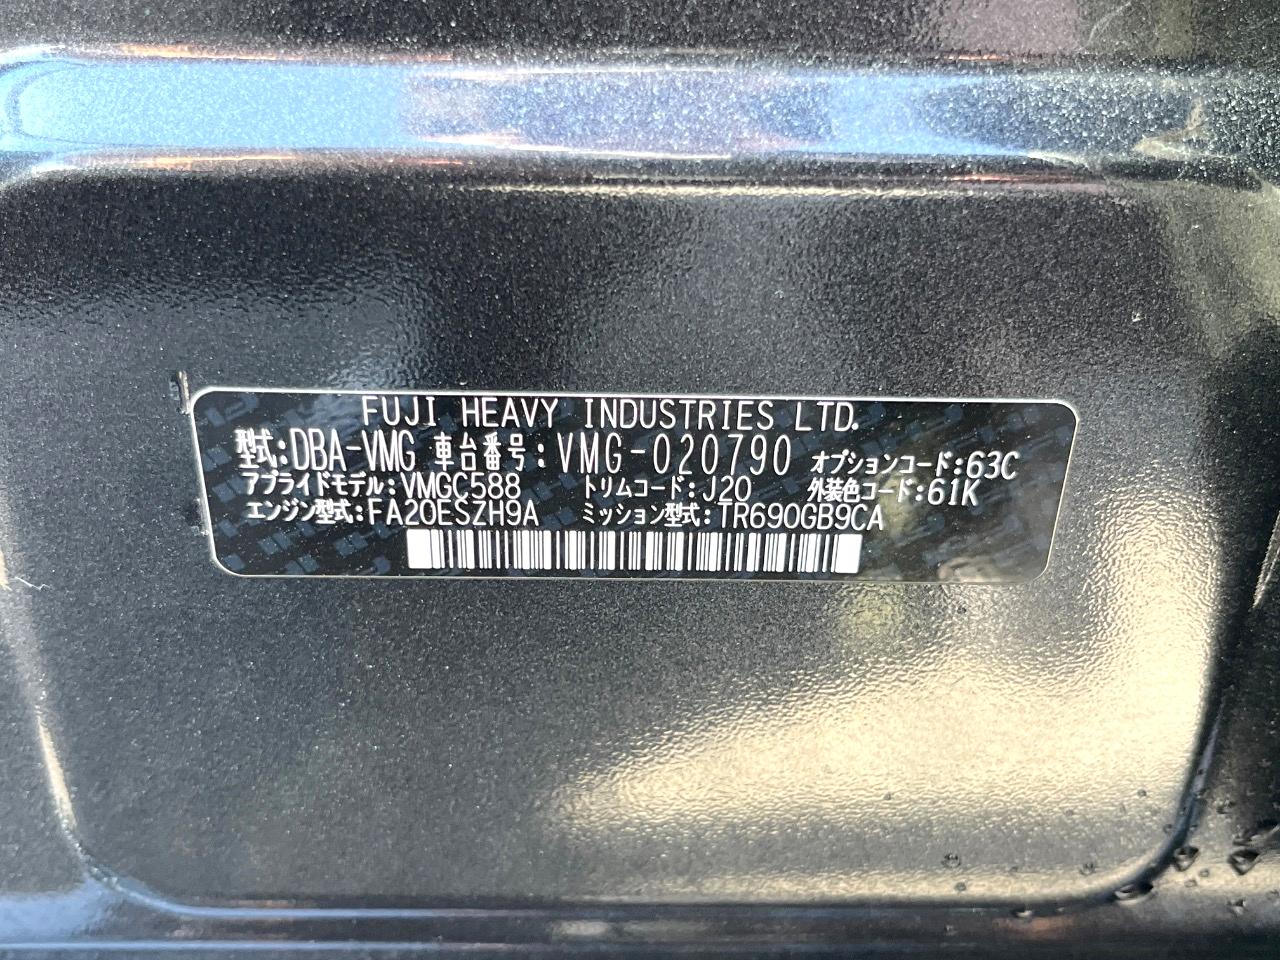 FUJI HEAVY INDUSTRIES LTD.
型式:DBA-VMG 車台番号:VMG-020790 オプションコード:63C
アプライドモデル:VMGC588 トリムコード:J20 外装色コード:61K
エンジン型式:FA20ESZH9A ミッション型式:TR690GB9CA